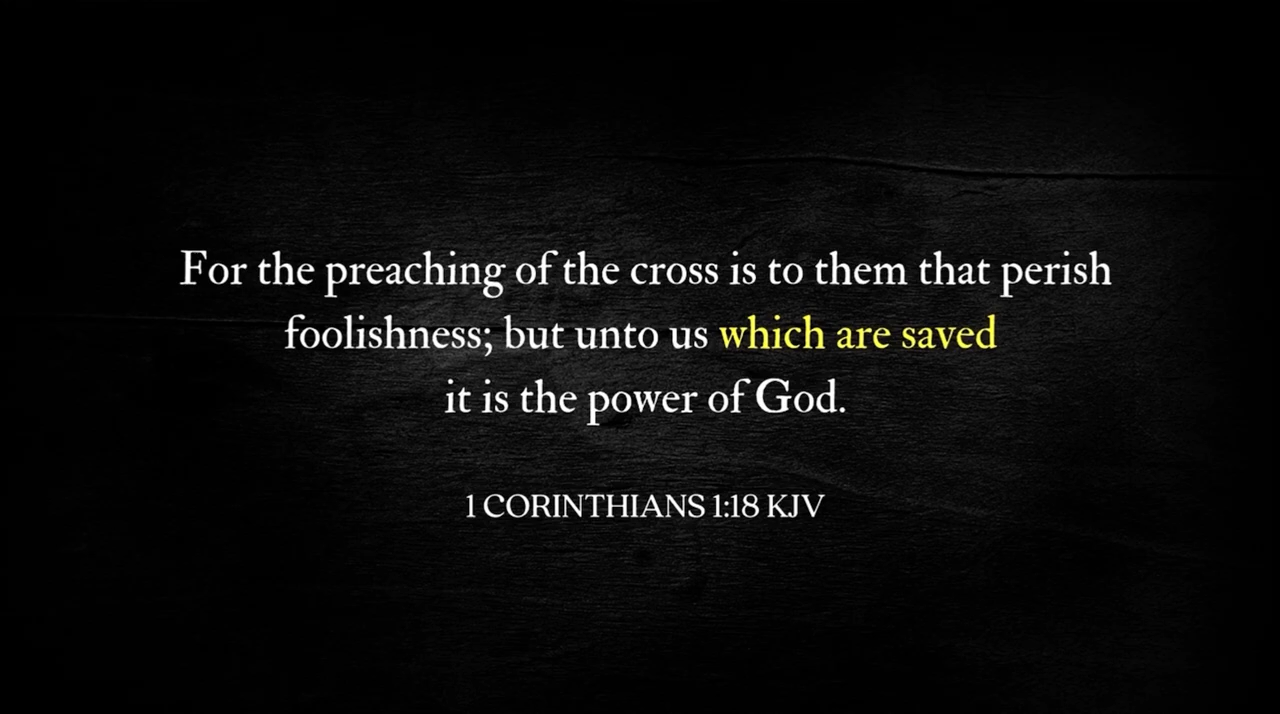 For the preaching of the cross is to them that perish
foolishness; but unto us which are saved
it is the power of God.
1 CORINTHIANS 1:18 KJV